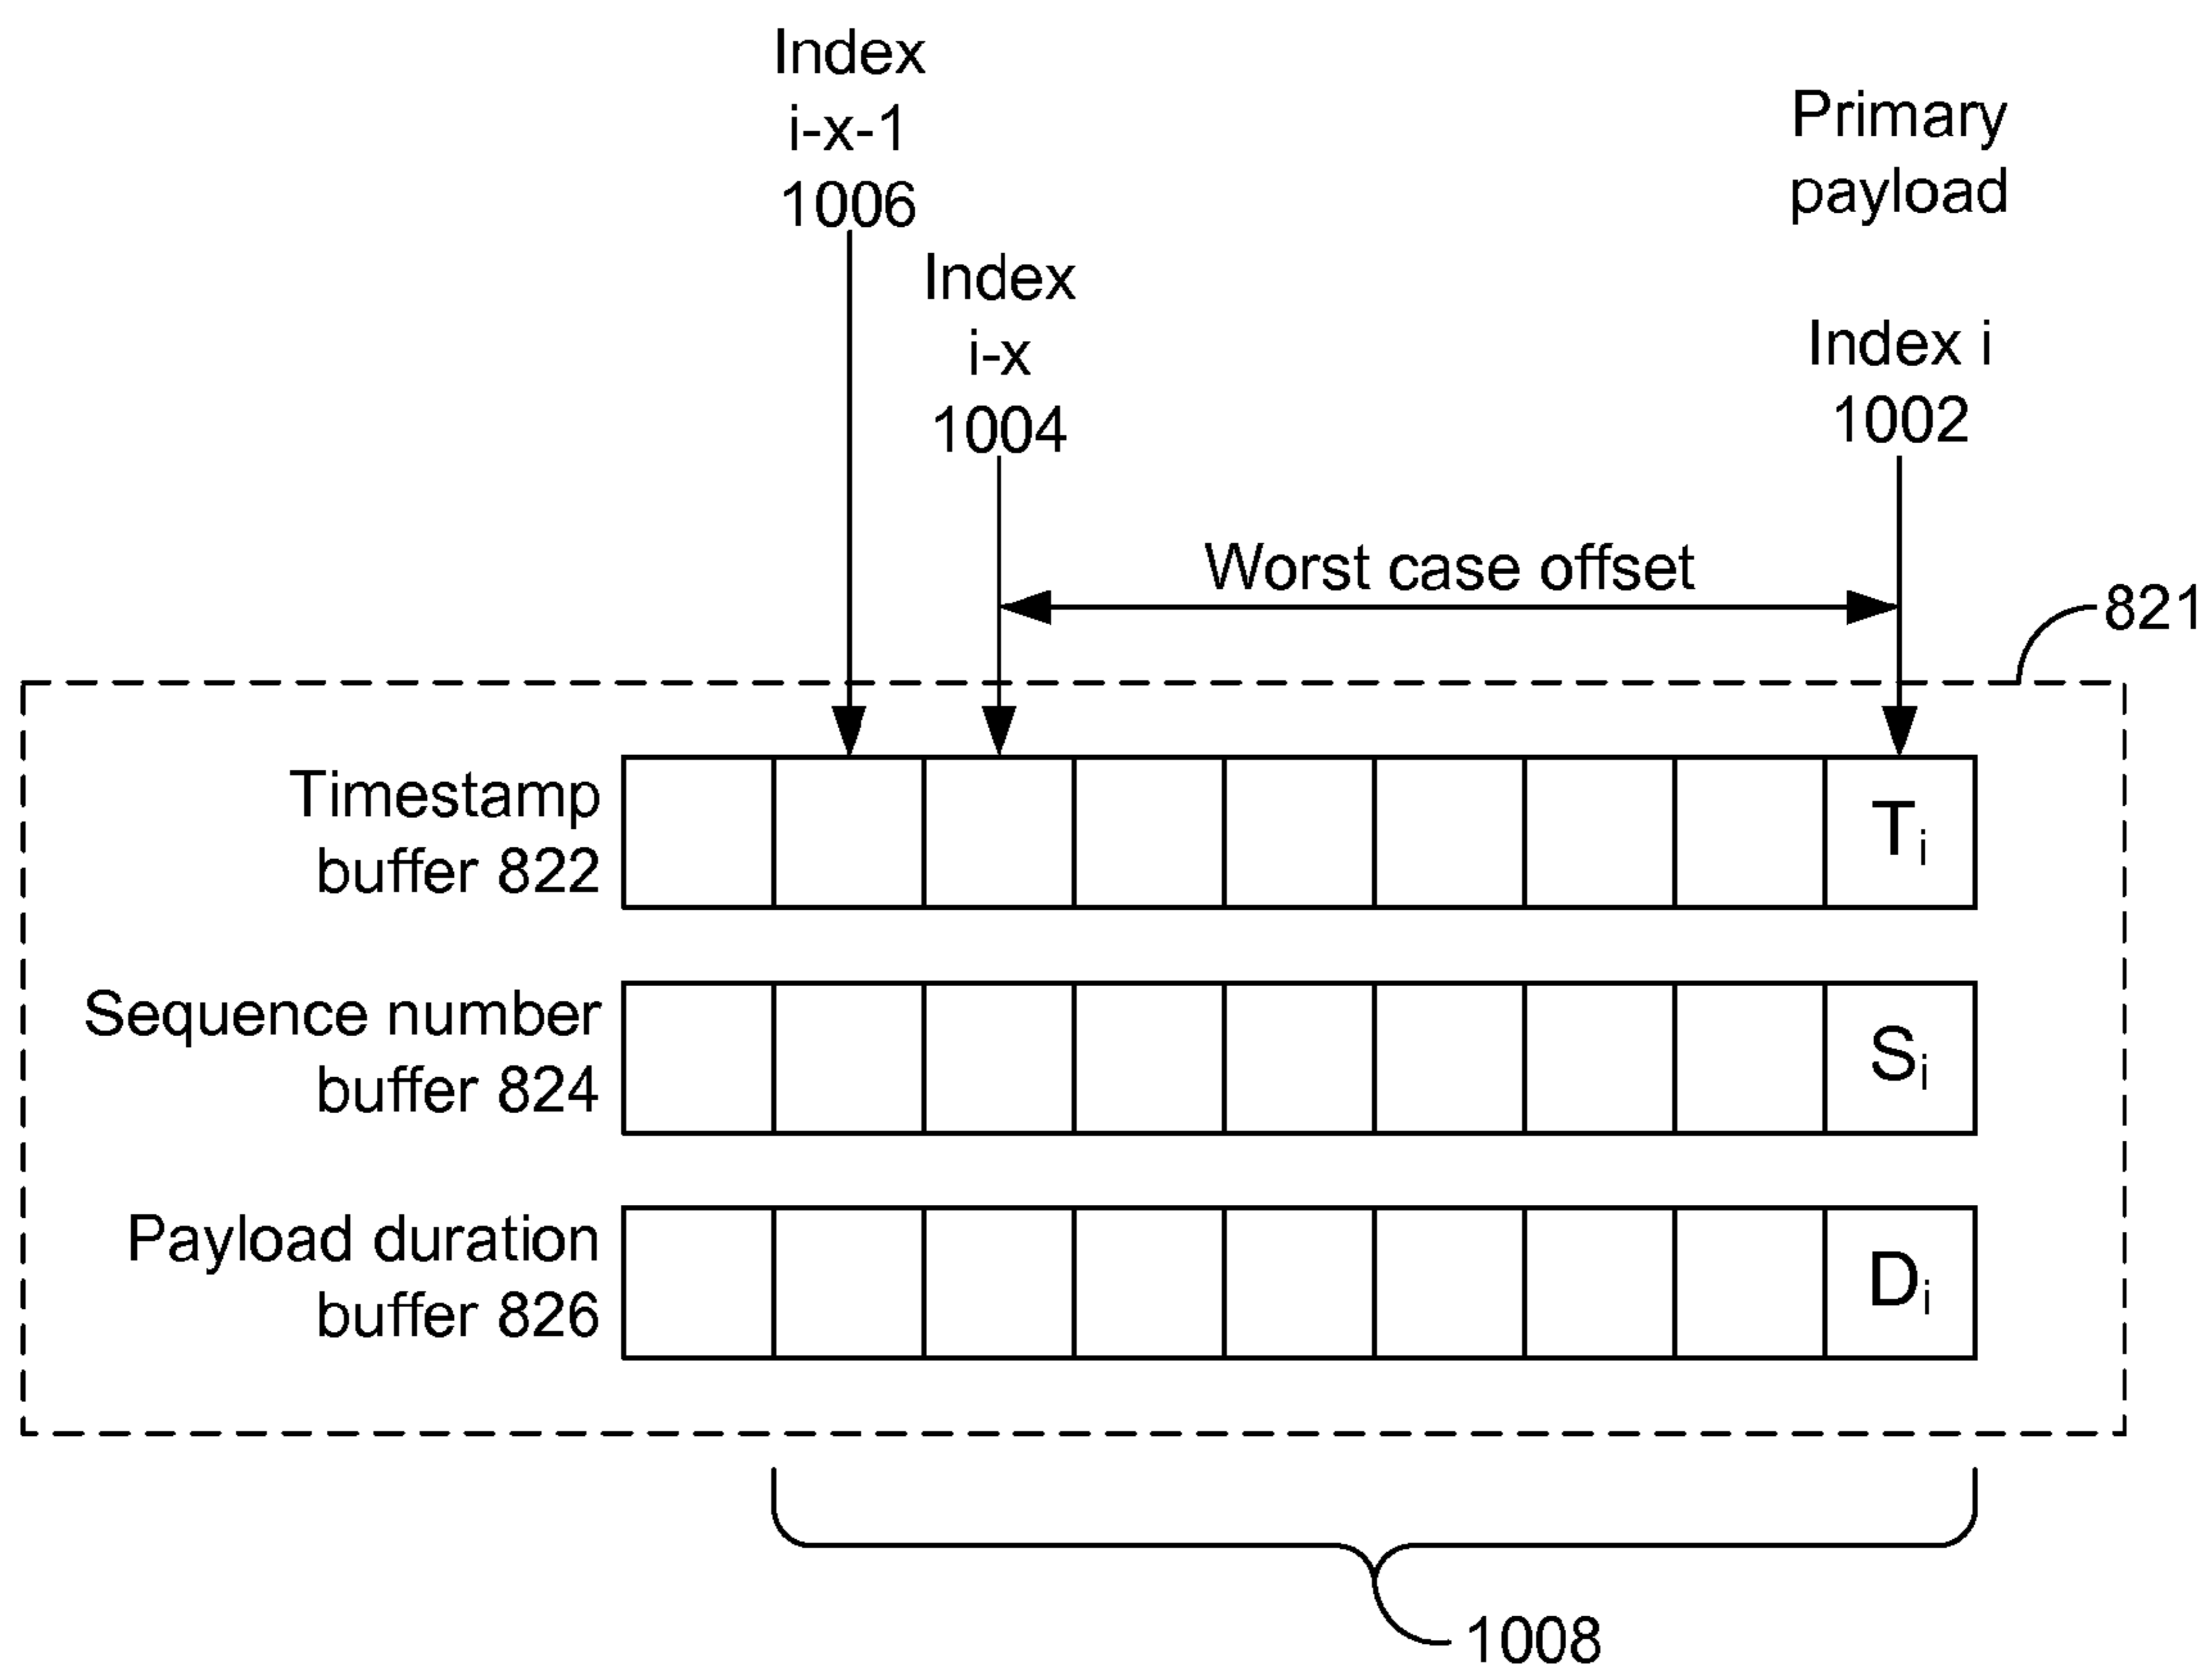 Index
i-x-1
1006
Primary
payload
Index
i-x
1004
Index i
1002
Worst case offset
821
Timestamp
buffer 822
Ti
Sequence number
buffer 824
Si
Payload duration
buffer 826
Di
1008